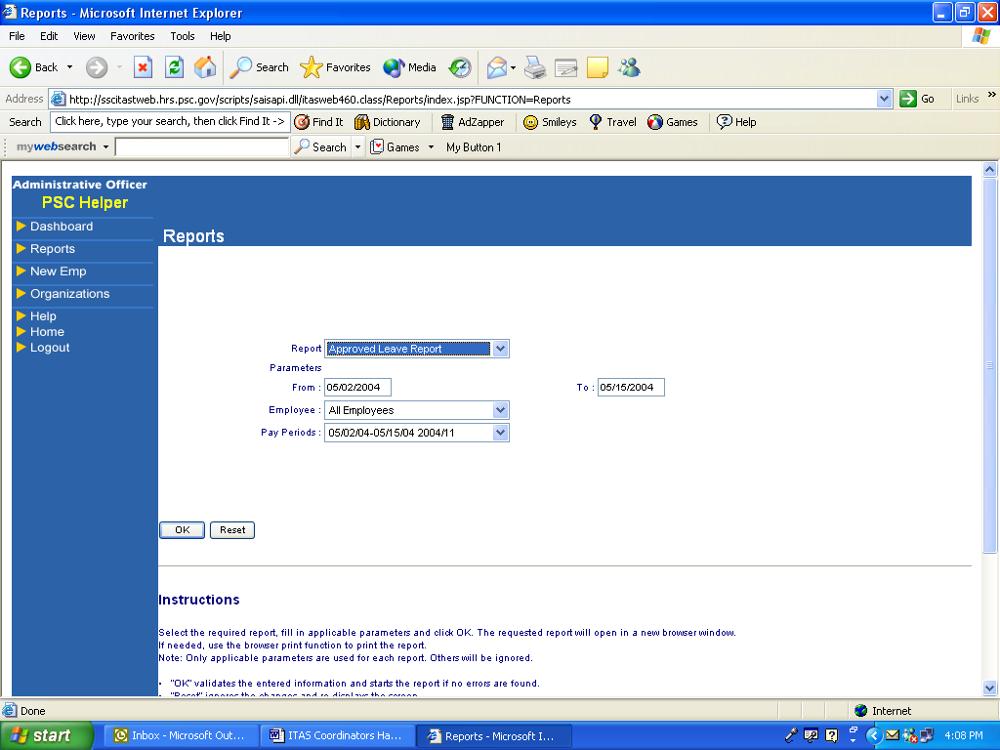 Reports - Microsoft Internet Explorer
File Edit View Favorites Tools Help
Back Search Favorites Media
Address http://sscitastweb.hrs.psc.gov/scripts/saisapi.dll/itasweb460.class/Reports/index.jsp?FUNCTION=Reports Go Links »
Search Click here, type your search, then click Find It -> Find It Dictionary AdZapper Smileys Travel Games Help
mywebsearch Search Games My Button 1
Administrative Officer
PSC Helper
Dashboard
Reports
New Emp
Organizations
Help
Home
Logout
Reports
Report Approved Leave Report
Parameters
From : 05/02/2004 To : 05/15/2004
Employee : All Employees
Pay Periods : 05/02/04-05/15/04 2004/11
OK Reset
Instructions
Select the required report, fill in applicable parameters and click OK. The requested report will open in a new browser window.
If needed, use the browser print function to print the report.
Note: Only applicable parameters are used for each report. Others will be ignored.
• "OK" validates the entered information and starts the report if no errors are found.
• "Reset" ignores the changes and re-displays the screen.
Done Internet
start Inbox - Microsoft Out... ITAS Coordinators Ha... Reports - Microsoft I... 4:08 PM